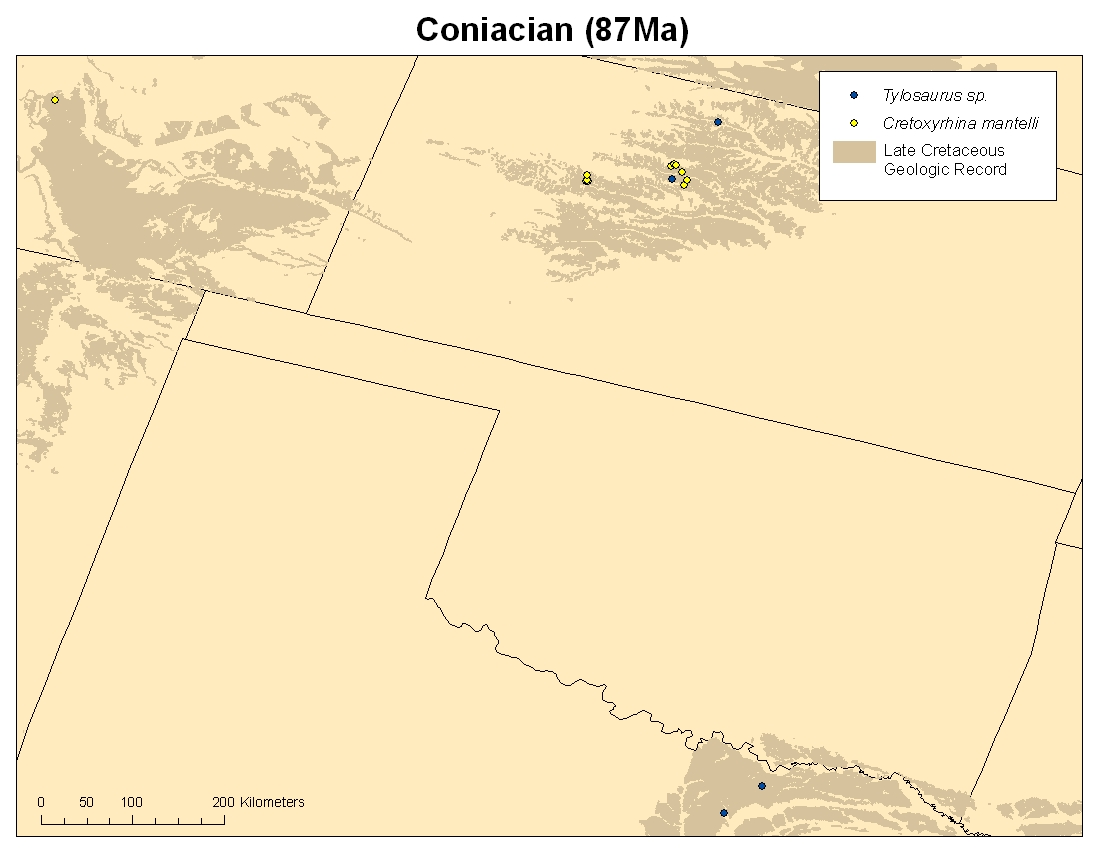 Coniacian (87Ma)
Tylosaurus sp.
Cretoxyrhina mantelli
Late Cretaceous
Geologic Record
0 50 100 200 Kilometers